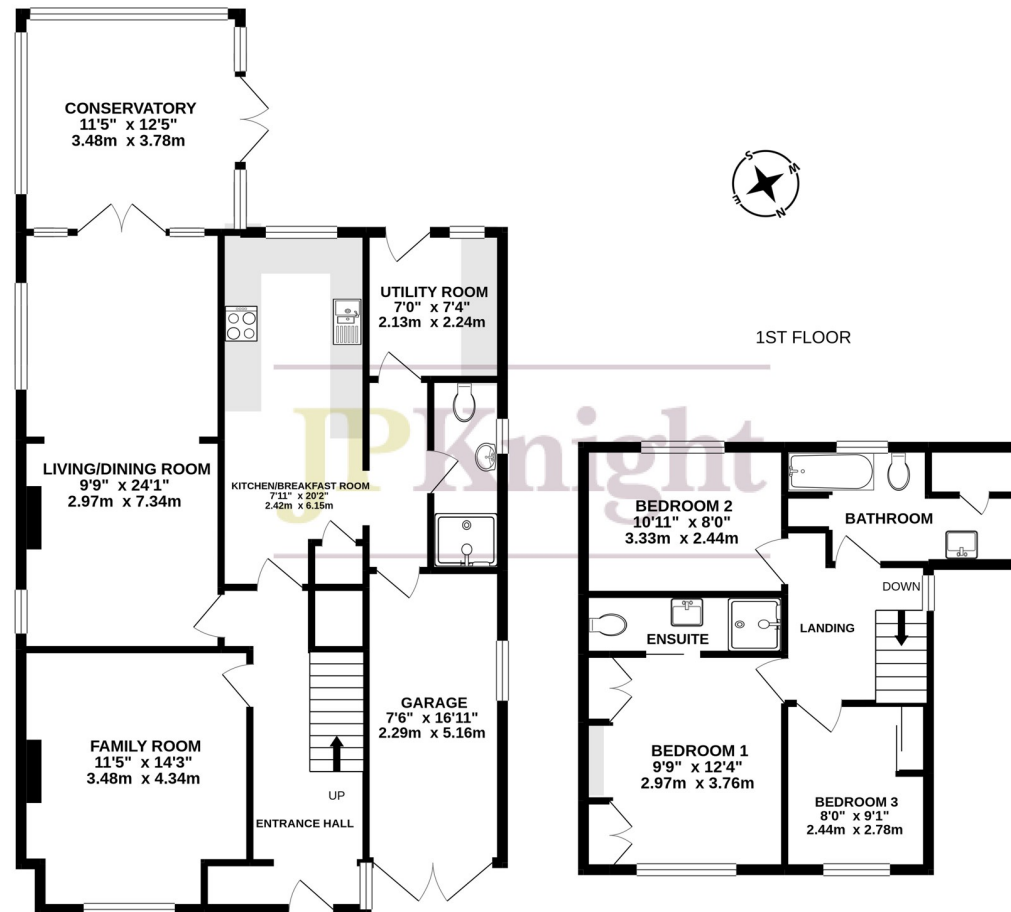 CONSERVATORY
11'5" x 12'5"
3.48m x 3.78m
UTILITY ROOM
7'0" x 7'4"
2.13m x 2.24m
LIVING/DINING ROOM
9'9" x 24'1"
2.97m x 7.34m
KITCHEN/BREAKFAST ROOM
7'11" x 20'2"
2.42m x 6.15m
JPKnight
GARAGE
7'6" x 16'11"
2.29m x 5.16m
FAMILY ROOM
11'5" x 14'3"
3.48m x 4.34m
UP
ENTRANCE HALL
S
W
E
N
1ST FLOOR
BEDROOM 2
10'11" x 8'0"
3.33m x 2.44m
BATHROOM
DOWN
LANDING
ENSUITE
BEDROOM 1
9'9" x 12'4"
2.97m x 3.76m
BEDROOM 3
8'0" x 9'1"
2.44m x 2.78m